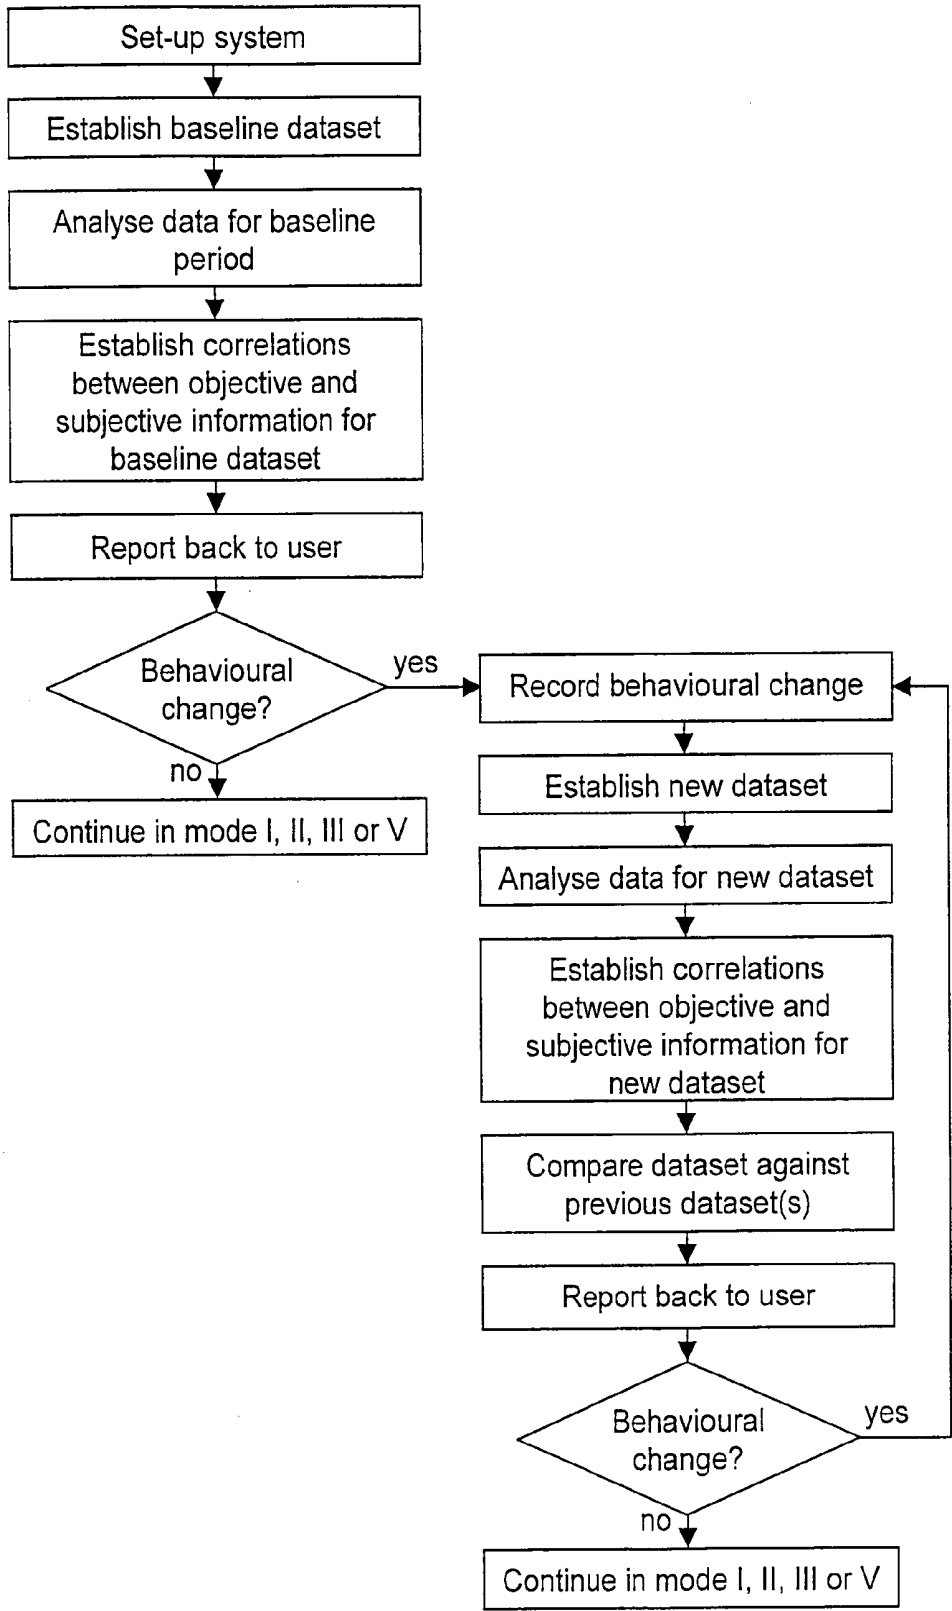 Set-up system
Establish baseline dataset
Analyse data for baseline
period
Establish correlations
between objective and
subjective information for
baseline dataset
Report back to user
Behavioural
change?
yes
no
Continue in mode I, II, III or V
Record behavioural change
Establish new dataset
Analyse data for new dataset
Establish correlations
between objective and
subjective information for
new dataset
Compare dataset against
previous dataset(s)
Report back to user
Behavioural
change?
yes
no
Continue in mode I, II, III or V